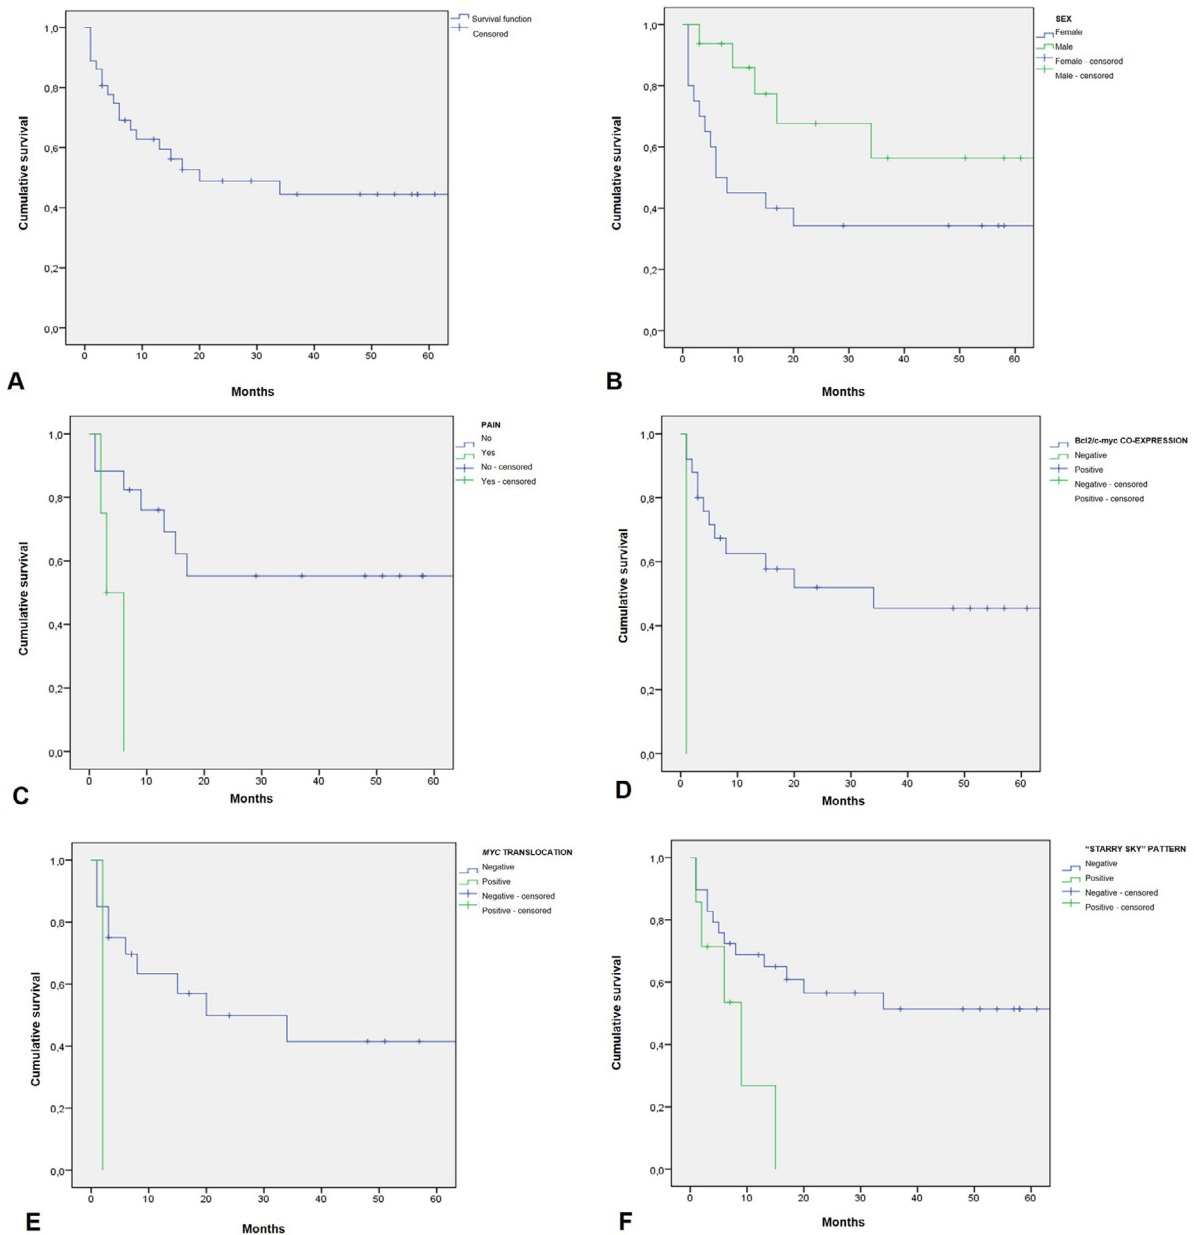 1,0
0,8
0,6
0,4
0,2
0,0
Cumulative survival
0 10 20 30 40 50 60
Months
A
Survival function
Censored
1,0
0,8
0,6
0,4
0,2
0,0
Cumulative survival
0 10 20 30 40 50 60
Months
B
SEX
Female
Male
Female - censored
Male - censored
1,0
0,8
0,6
0,4
0,2
0,0
Cumulative survival
0 10 20 30 40 50 60
Months
C
PAIN
No
Yes
No - censored
Yes - censored
1,0
0,8
0,6
0,4
0,2
0,0
Cumulative survival
0 10 20 30 40 50 60
Months
D
Bcl2/c-myc CO-EXPRESSION
Negative
Positive
Negative - censored
Positive - censored
1,0
0,8
0,6
0,4
0,2
0,0
Cumulative survival
0 10 20 30 40 50 60
Months
E
MYC TRANSLOCATION
Negative
Positive
Negative - censored
Positive - censored
1,0
0,8
0,6
0,4
0,2
0,0
Cumulative survival
0 10 20 30 40 50 60
Months
F
“STARRY SKY” PATTERN
Negative
Positive
Negative - censored
Positive - censored